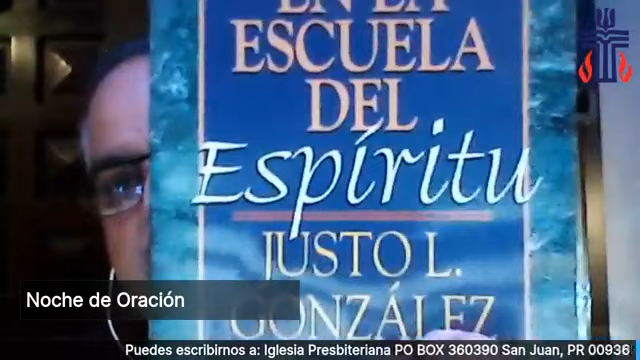 EN LA
ESCUELA
DEL
Espíritu
JUSTO L.
GONZÁLEZ
Noche de Oración
Puedes escribirnos a: Iglesia Presbiteriana PO BOX 360390 San Juan, PR 00936